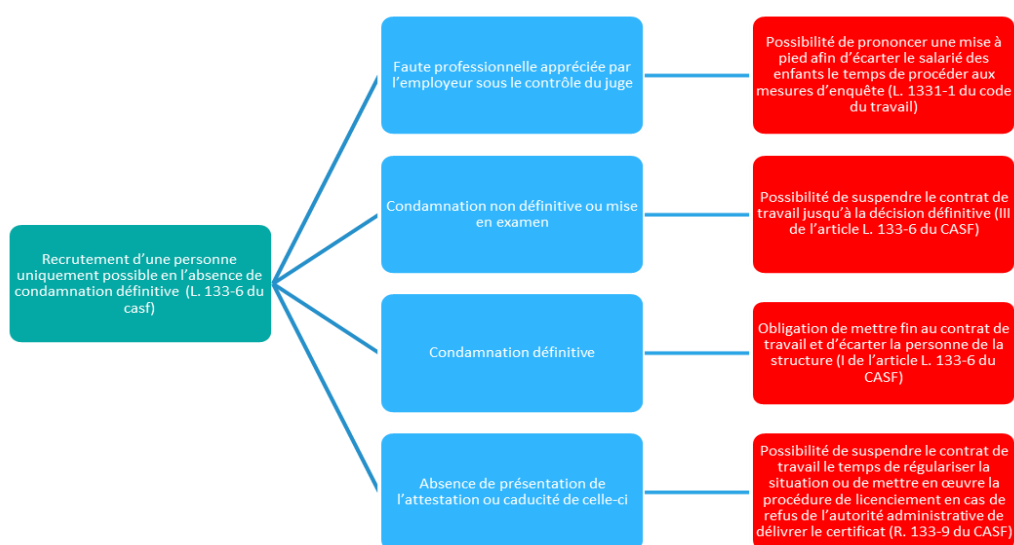 Recrutement d’une personne
uniquement possible en l’absence de
condamnation définitive (L. 133-6 du
casf)
Faute professionnelle appréciée par
l’employeur sous le contrôle du juge
Possibilité de prononcer une mise à
pied afin d’écarter le salarié des
enfants le temps de procéder aux
mesures d’enquête (L. 1331-1 du code
du travail)
Condamnation non définitive ou mise
en examen
Possibilité de suspendre le contrat de
travail jusqu’à la décision définitive (III
de l’article L. 133-6 du CASF)
Condamnation définitive
Obligation de mettre fin au contrat de
travail et d’écarter la personne de la
structure (I de l’article L. 133-6 du
CASF)
Absence de présentation de
l’attestation ou caducité de celle-ci
Possibilité de suspendre le contrat de
travail le temps de régulariser la
situation ou de mettre en œuvre la
procédure de licenciement en cas de
refus de l’autorité administrative de
délivrer le certificat (R. 133-9 du CASF)